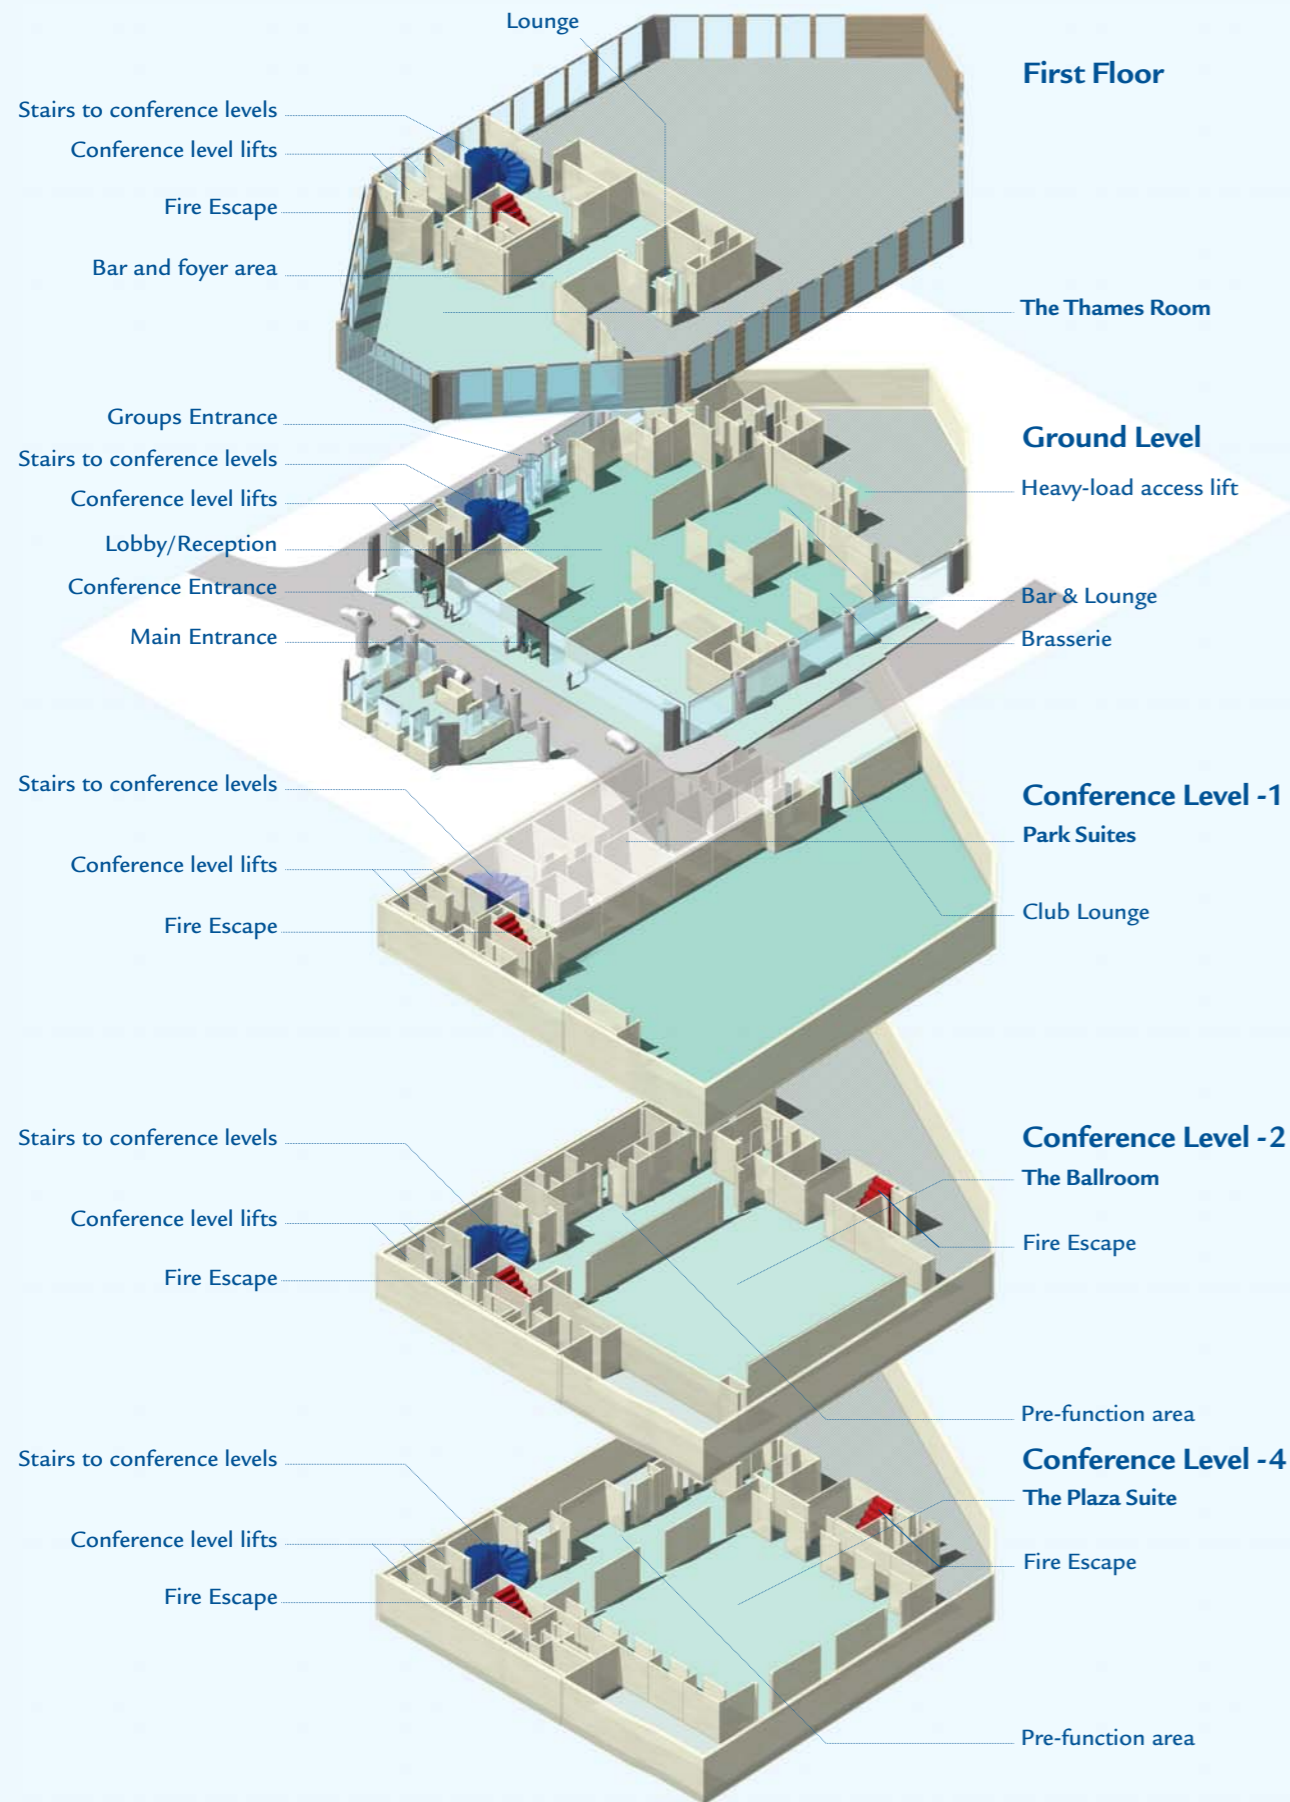 Lounge
First Floor
Stairs to conference levels
Conference level lifts
Fire Escape
Bar and foyer area
The Thames Room
Groups Entrance
Ground Level
Stairs to conference levels
Heavy-load access lift
Conference level lifts
Lobby/Reception
Conference Entrance
Bar & Lounge
Main Entrance
Brasserie
Stairs to conference levels
Conference Level -1
Park Suites
Conference level lifts
Club Lounge
Fire Escape
Stairs to conference levels
Conference Level -2
The Ballroom
Conference level lifts
Fire Escape
Fire Escape
Pre-function area
Stairs to conference levels
Conference Level -4
The Plaza Suite
Conference level lifts
Fire Escape
Fire Escape
Pre-function area